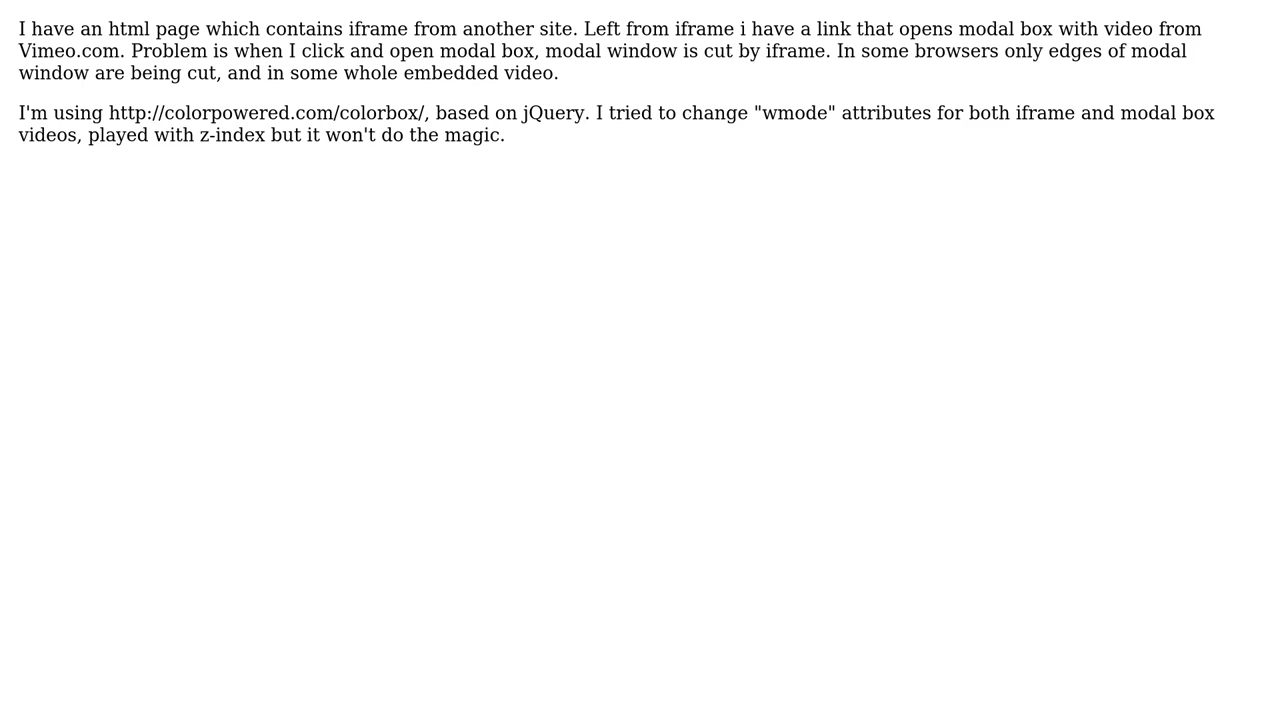 I have an html page which contains iframe from another site. Left from iframe i have a link that opens modal box with video from
Vimeo.com. Problem is when I click and open modal box, modal window is cut by iframe. In some browsers only edges of modal
window are being cut, and in some whole embedded video.
I'm using http://colorpowered.com/colorbox/, based on jQuery. I tried to change "wmode" attributes for both iframe and modal box
videos, played with z-index but it won't do the magic.